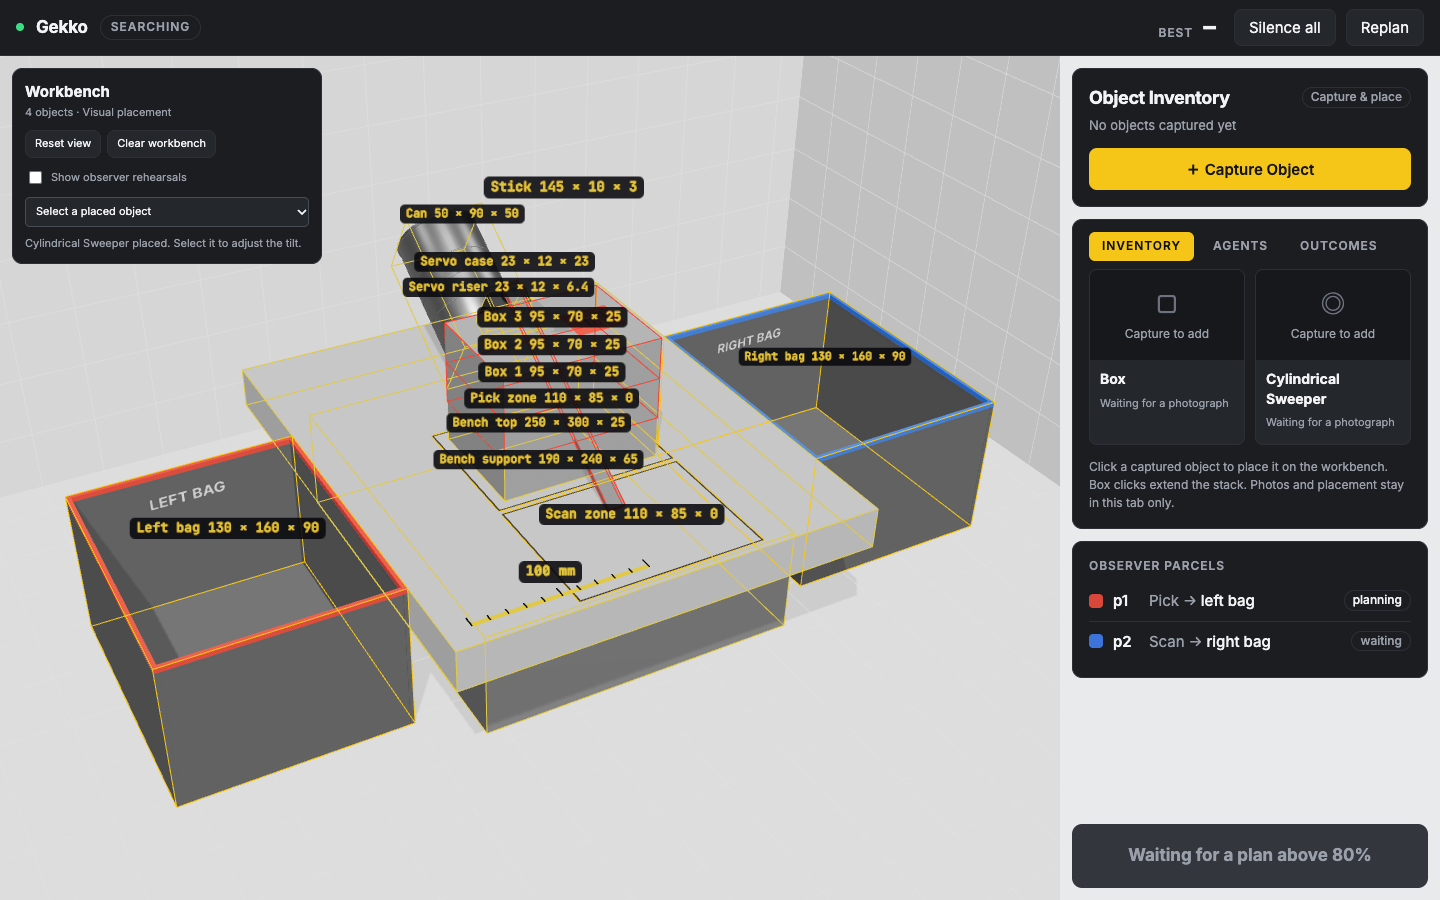 Gekko
SEARCHING
BEST
Silence all
Replan
Workbench
4 objects · Visual placement
Reset view
Clear workbench
Show observer rehearsals
Select a placed object
Cylindrical Sweeper placed. Select it to adjust the tilt.
Stick 145 × 10 × 3
Can 50 × 90 × 50
Servo case 23 × 12 × 23
Servo riser 23 × 12 × 6.4
Box 3 95 × 70 × 25
Box 2 95 × 70 × 25
Box 1 95 × 70 × 25
Pick zone 110 × 85 × 0
Bench top 250 × 300 × 25
Bench support 190 × 240 × 65
RIGHT BAG
Right bag 130 × 160 × 90
LEFT BAG
Left bag 130 × 160 × 90
Scan zone 110 × 85 × 0
100 mm
Object Inventory
Capture & place
No objects captured yet
+ Capture Object
INVENTORY
AGENTS
OUTCOMES
Capture to add
Box
Waiting for a photograph
Capture to add
Cylindrical
Sweeper
Waiting for a photograph
Click a captured object to place it on the workbench.
Box clicks extend the stack. Photos and placement stay
in this tab only.
OBSERVER PARCELS
p1 Pick → left bag planning
p2 Scan → right bag waiting
Waiting for a plan above 80%